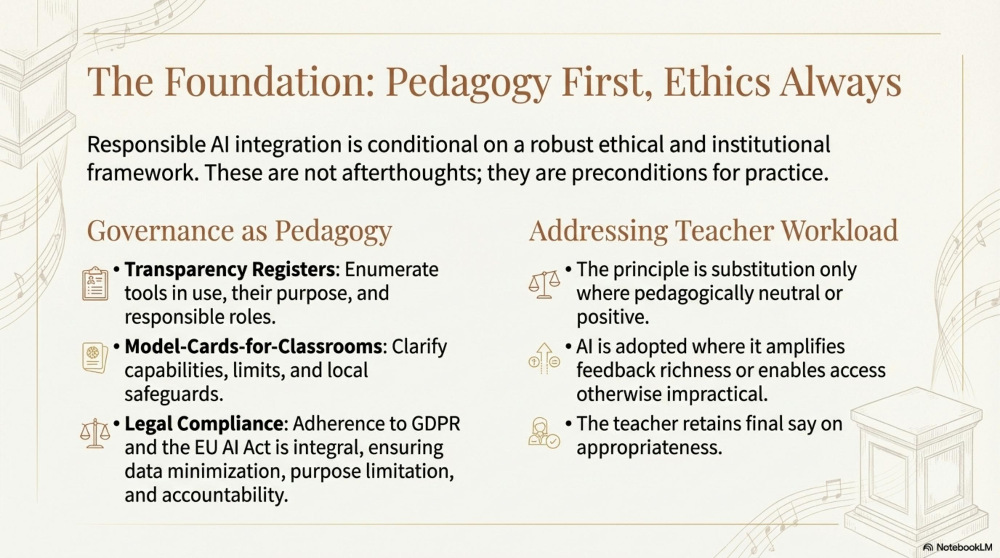 The Foundation: Pedagogy First, Ethics Always
Responsible AI integration is conditional on a robust ethical and institutional
framework. These are not afterthoughts; they are preconditions for practice.
Governance as Pedagogy
• Transparency Registers: Enumerate
tools in use, their purpose, and
responsible roles.
• Model-Cards-for-Classrooms: Clarify
capabilities, limits, and local
safeguards.
• Legal Compliance: Adherence to GDPR
and the EU AI Act is integral, ensuring
data minimization, purpose limitation,
and accountability.
Addressing Teacher Workload
• The principle is substitution only
where pedagogically neutral or
positive.
• AI is adopted where it amplifies
feedback richness or enables access
otherwise impractical.
• The teacher retains final say on
appropriateness.
NotebookLM